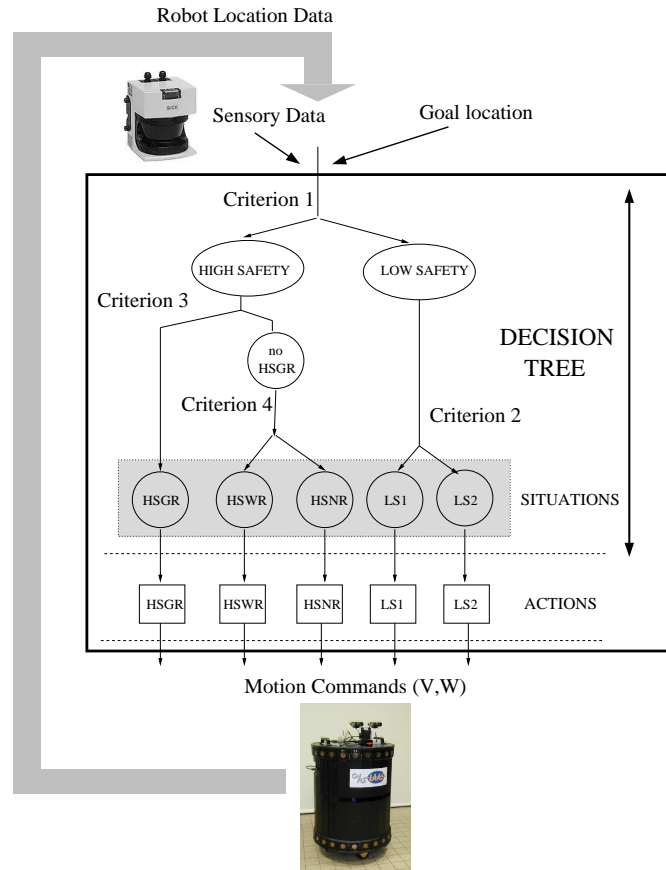 Robot Location Data
SICK
Sensory Data
Goal location
Criterion 1
HIGH SAFETY
LOW SAFETY
Criterion 3
no
HSGR
DECISION
TREE
Criterion 4
Criterion 2
HSGR
HSWR
HSNR
LS1
LS2
SITUATIONS
HSGR
HSWR
HSNR
LS1
LS2
ACTIONS
Motion Commands (V,W)
LAAS